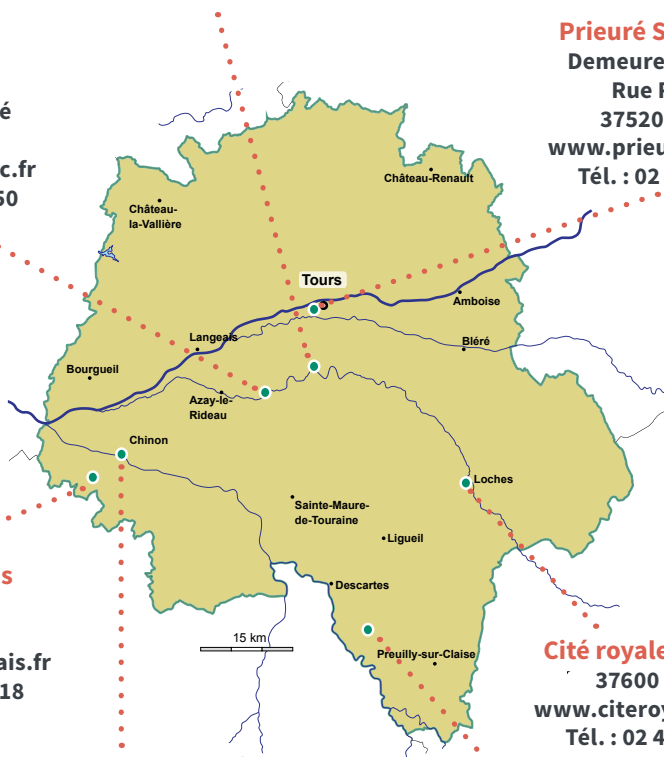 Prieuré S
Demeure
Rue
37520
www.prieu
Tél. : 02
é
c.fr
50
Château-Renault
Château-
la-Vallière
Tours
Amboise
Langeais
Bléré
Bourgueil
Azay-le-
Rideau
Chinon
Loches
Sainte-Maure-
de-Touraine
Ligueil
Descartes
s
ais.fr
18
15 km
Preuilly-sur-Claise
Cité royale
37600
www.citeroy
Tél. : 02 4